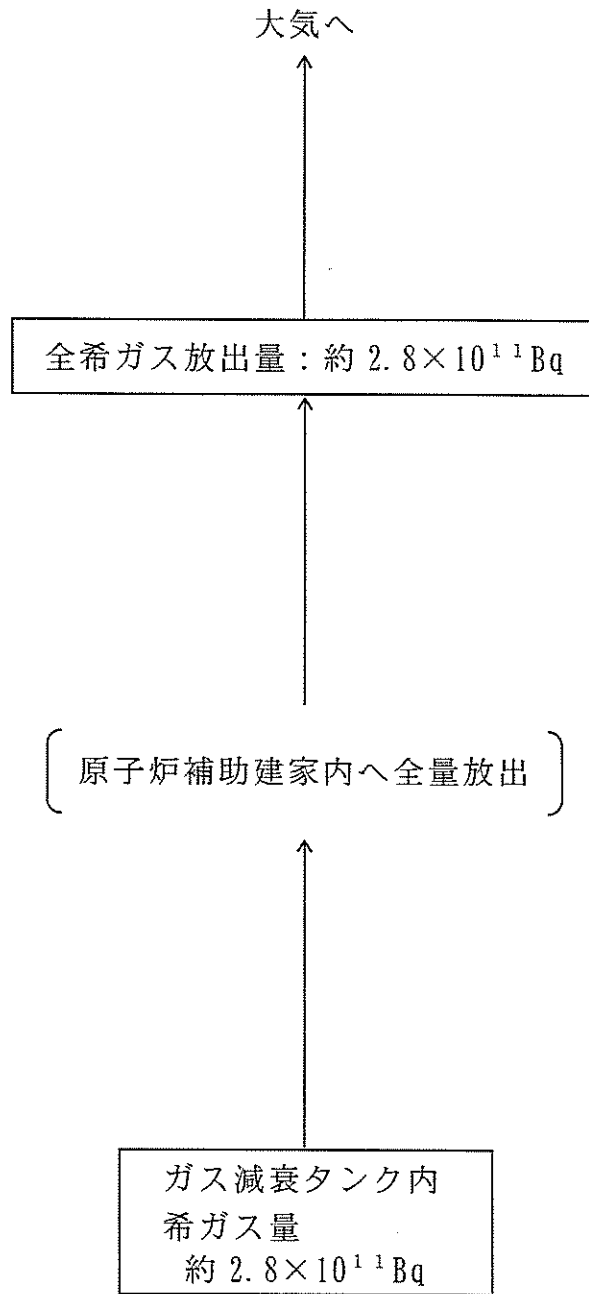 大気へ
全希ガス放出量：約 2.8×10¹¹Bq
原子炉補助建家内へ全量放出
ガス減衰タンク内
希ガス量
約 2.8×10¹¹Bq